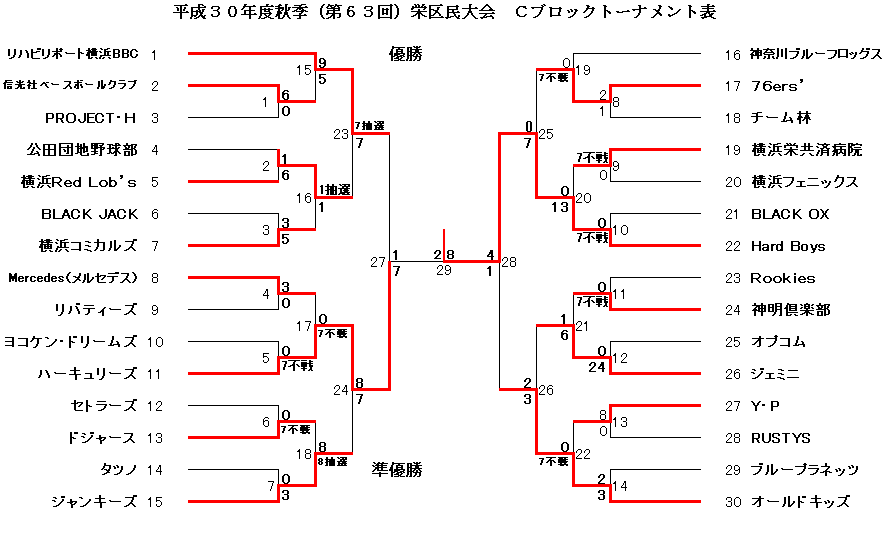 平成３０年度秋季（第６３回）栄区民大会　Ｃブロックトーナメント表
優勝
準優勝
リハビリポート横浜BBC 1
信光社ベースボールクラブ 2
PROJECT-H 3
公田団地野球部 4
横浜Red Lob's 5
BLACK JACK 6
横浜コミカルズ 7
Mercedes(メルセデス) 8
リバティーズ 9
ヨコケン・ドリームズ 10
ハーキュリーズ 11
セトラーズ 12
ドジャース 13
タツノ 14
ジャンキーズ 15
1 6 0
2 1 6
3 3 5
4 3 0
5 0 7不戦
6 0 7不戦
7 0 3
15 9 5
16 1抽選 1
17 0 7不戦
18 8 8抽選
23 7抽選 7
24 8 7
27 1 7
2 8
29
28 4 1
25 0 7
26 2 3
19 0 7不戦
20 0 13
21 1 6
22 0 7不戦
8 2 1
9 7不戦 0
10 0 7不戦
11 0 7不戦
12 0 24
13 8 0
14 2 3
16 神奈川ブルーフロッグス
17 76ers'
18 チーム林
19 横浜栄共済病院
20 横浜フェニックス
21 BLACK OX
22 Hard Boys
23 Rookies
24 神明倶楽部
25 オプコム
26 ジェミニ
27 Y-P
28 RUSTYS
29 ブループラネッツ
30 オールドキッズ